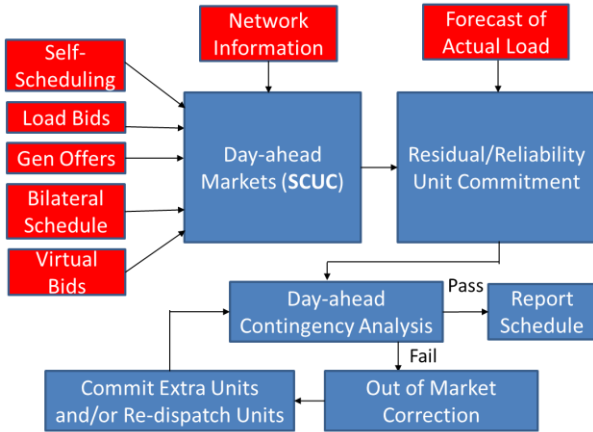 Network
Information
Forecast of
Actual Load
Self-
Scheduling
Load Bids
Gen Offers
Bilateral
Schedule
Virtual
Bids
Day-ahead
Markets (SCUC)
Residual/Reliability
Unit Commitment
Day-ahead
Contingency Analysis
Pass
Report
Schedule
Fail
Commit Extra Units
and/or Re-dispatch Units
Out of Market
Correction